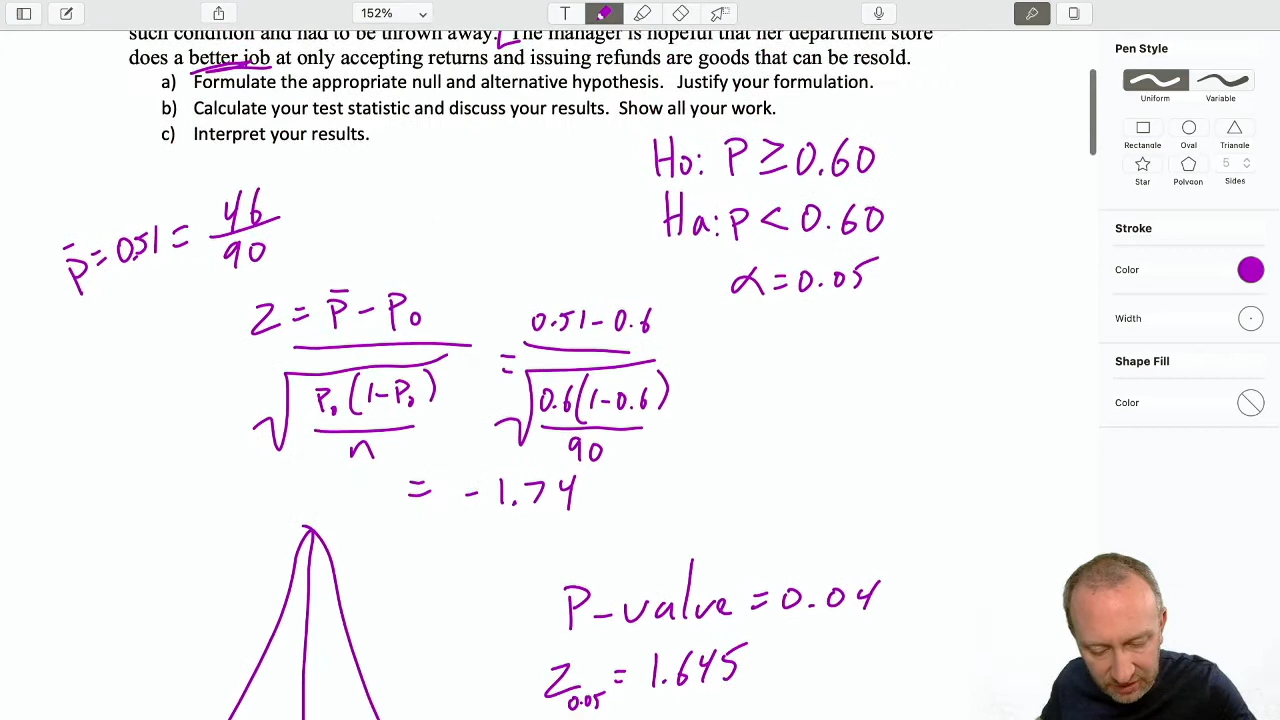 152%
T
such condition and had to be thrown away. The manager is hopeful that her department store
does a better job at only accepting returns and issuing refunds are goods that can be resold.
a) Formulate the appropriate null and alternative hypothesis. Justify your formulation.
b) Calculate your test statistic and discuss your results. Show all your work.
c) Interpret your results.
Ho: P ≥ 0.60
Ha: p < 0.60
α = 0.05
p̄ = 0.51 = 46/90
Z = (p̄ - P₀) / √(P₀(1-P₀)/n) = (0.51 - 0.6) / √(0.6(1-0.6)/90)
= -1.74
P-value = 0.04
Z₀.₀₅ = 1.645
Pen Style
Uniform Variable
Rectangle Oval Triangle
5
Star Polygon Sides
Stroke
Color
Width
Shape Fill
Color